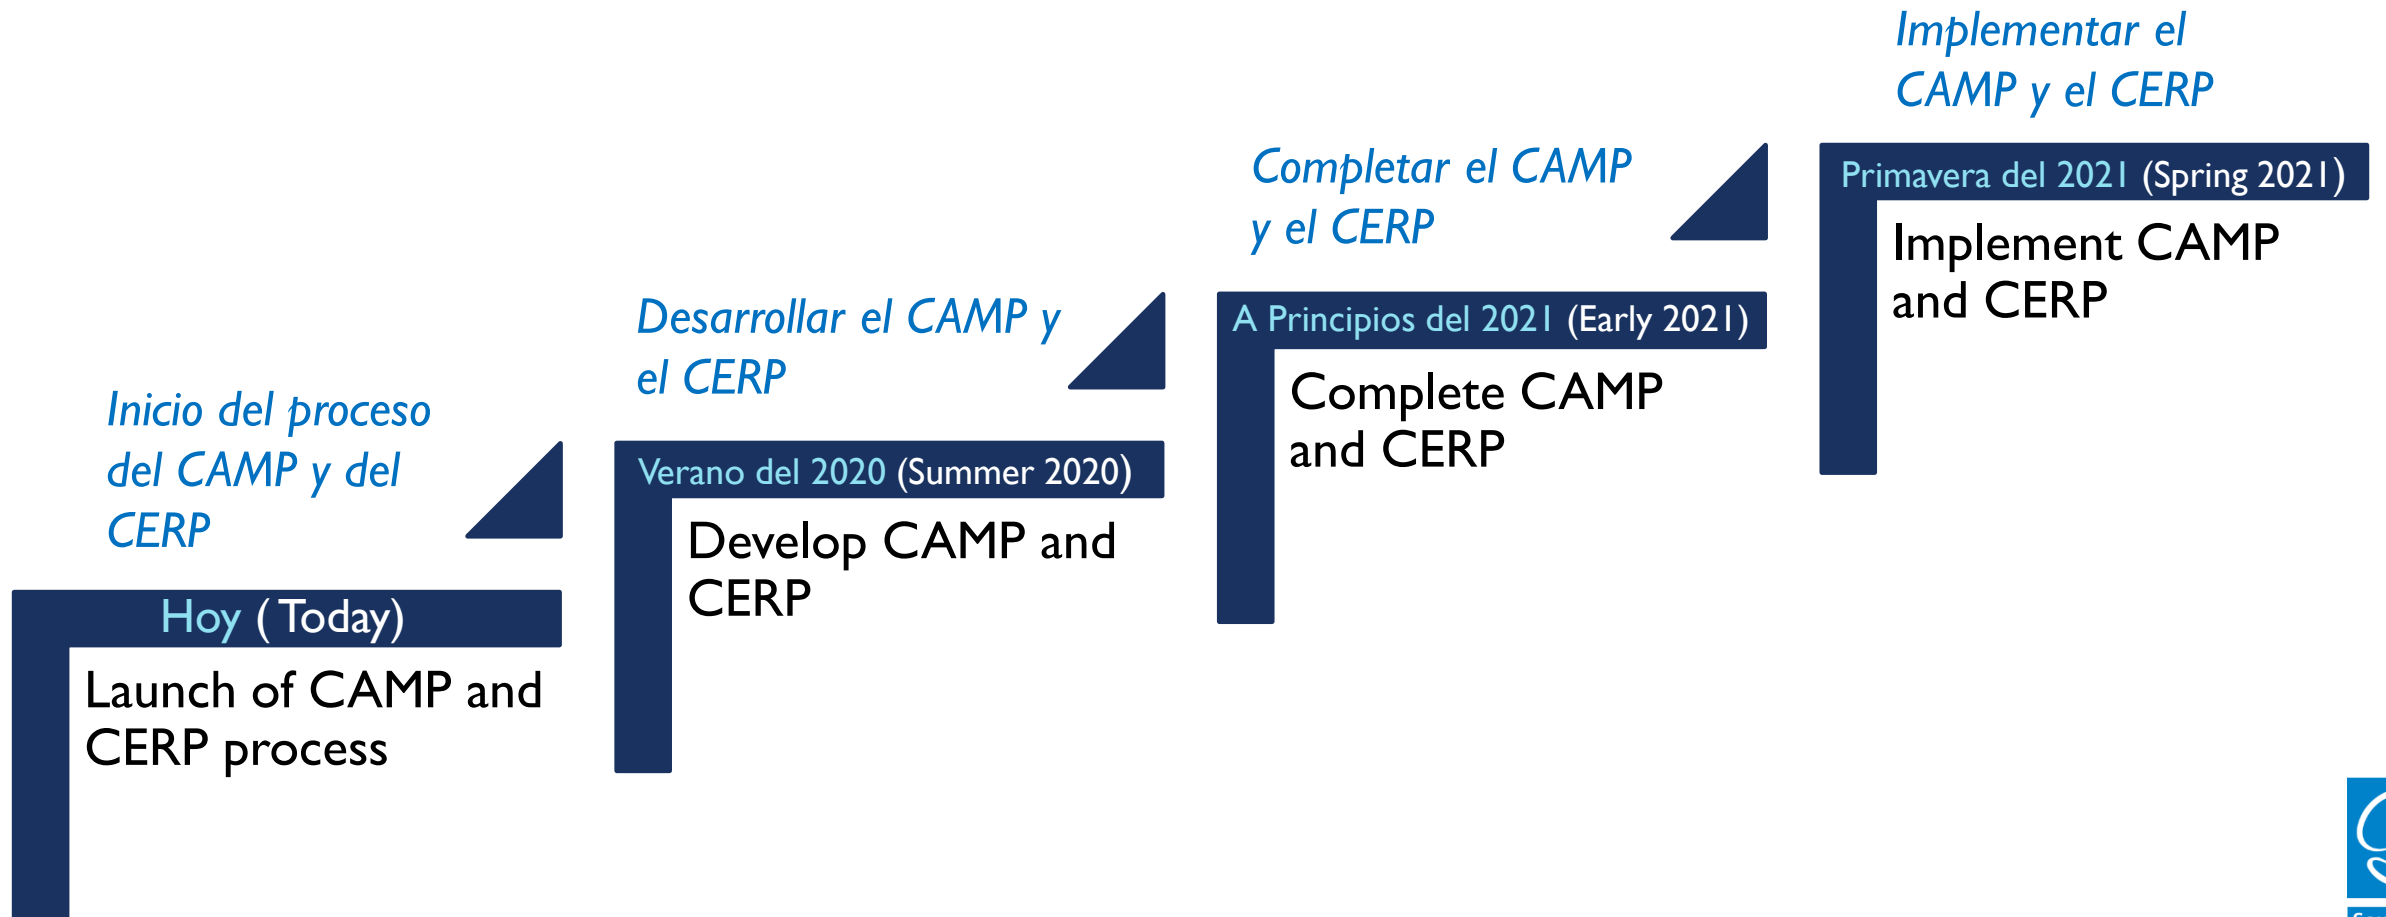 Inicio del proceso
del CAMP y del
CERP
Hoy (Today)
Launch of CAMP and
CERP process
Desarrollar el CAMP y
el CERP
Verano del 2020 (Summer 2020)
Develop CAMP and
CERP
Completar el CAMP
y el CERP
A Principios del 2021 (Early 2021)
Complete CAMP
and CERP
Implementar el
CAMP y el CERP
Primavera del 2021 (Spring 2021)
Implement CAMP
and CERP